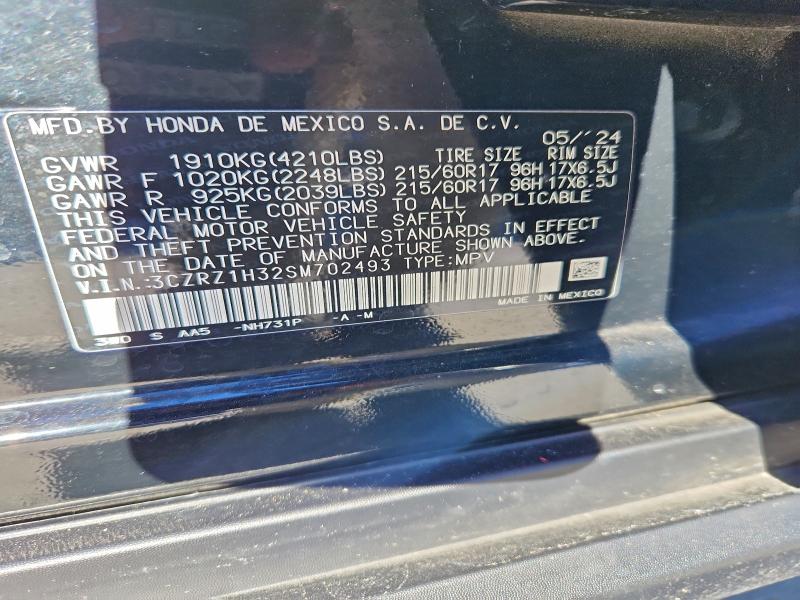 MFD.BY HONDA DE MEXICO S.A. DE C.V.
05/´24
GVWR 1910KG(4210LBS) TIRE SIZE RIM SIZE
GAWR F 1020KG(2248LBS) 215/60R17 96H 17X6.5J
GAWR R 925KG(2039LBS) 215/60R17 96H 17X6.5J
THIS VEHICLE CONFORMS TO ALL APPLICABLE
FEDERAL MOTOR VEHICLE SAFETY
AND THEFT PREVENTION STANDARDS IN EFFECT
ON THE DATE OF MANUFACTURE SHOWN ABOVE.
V.I.N.:3CZRZ1H32SM702493 TYPE:MPV
MADE IN MEXICO
3WD S AA5 -NH731P -A-M